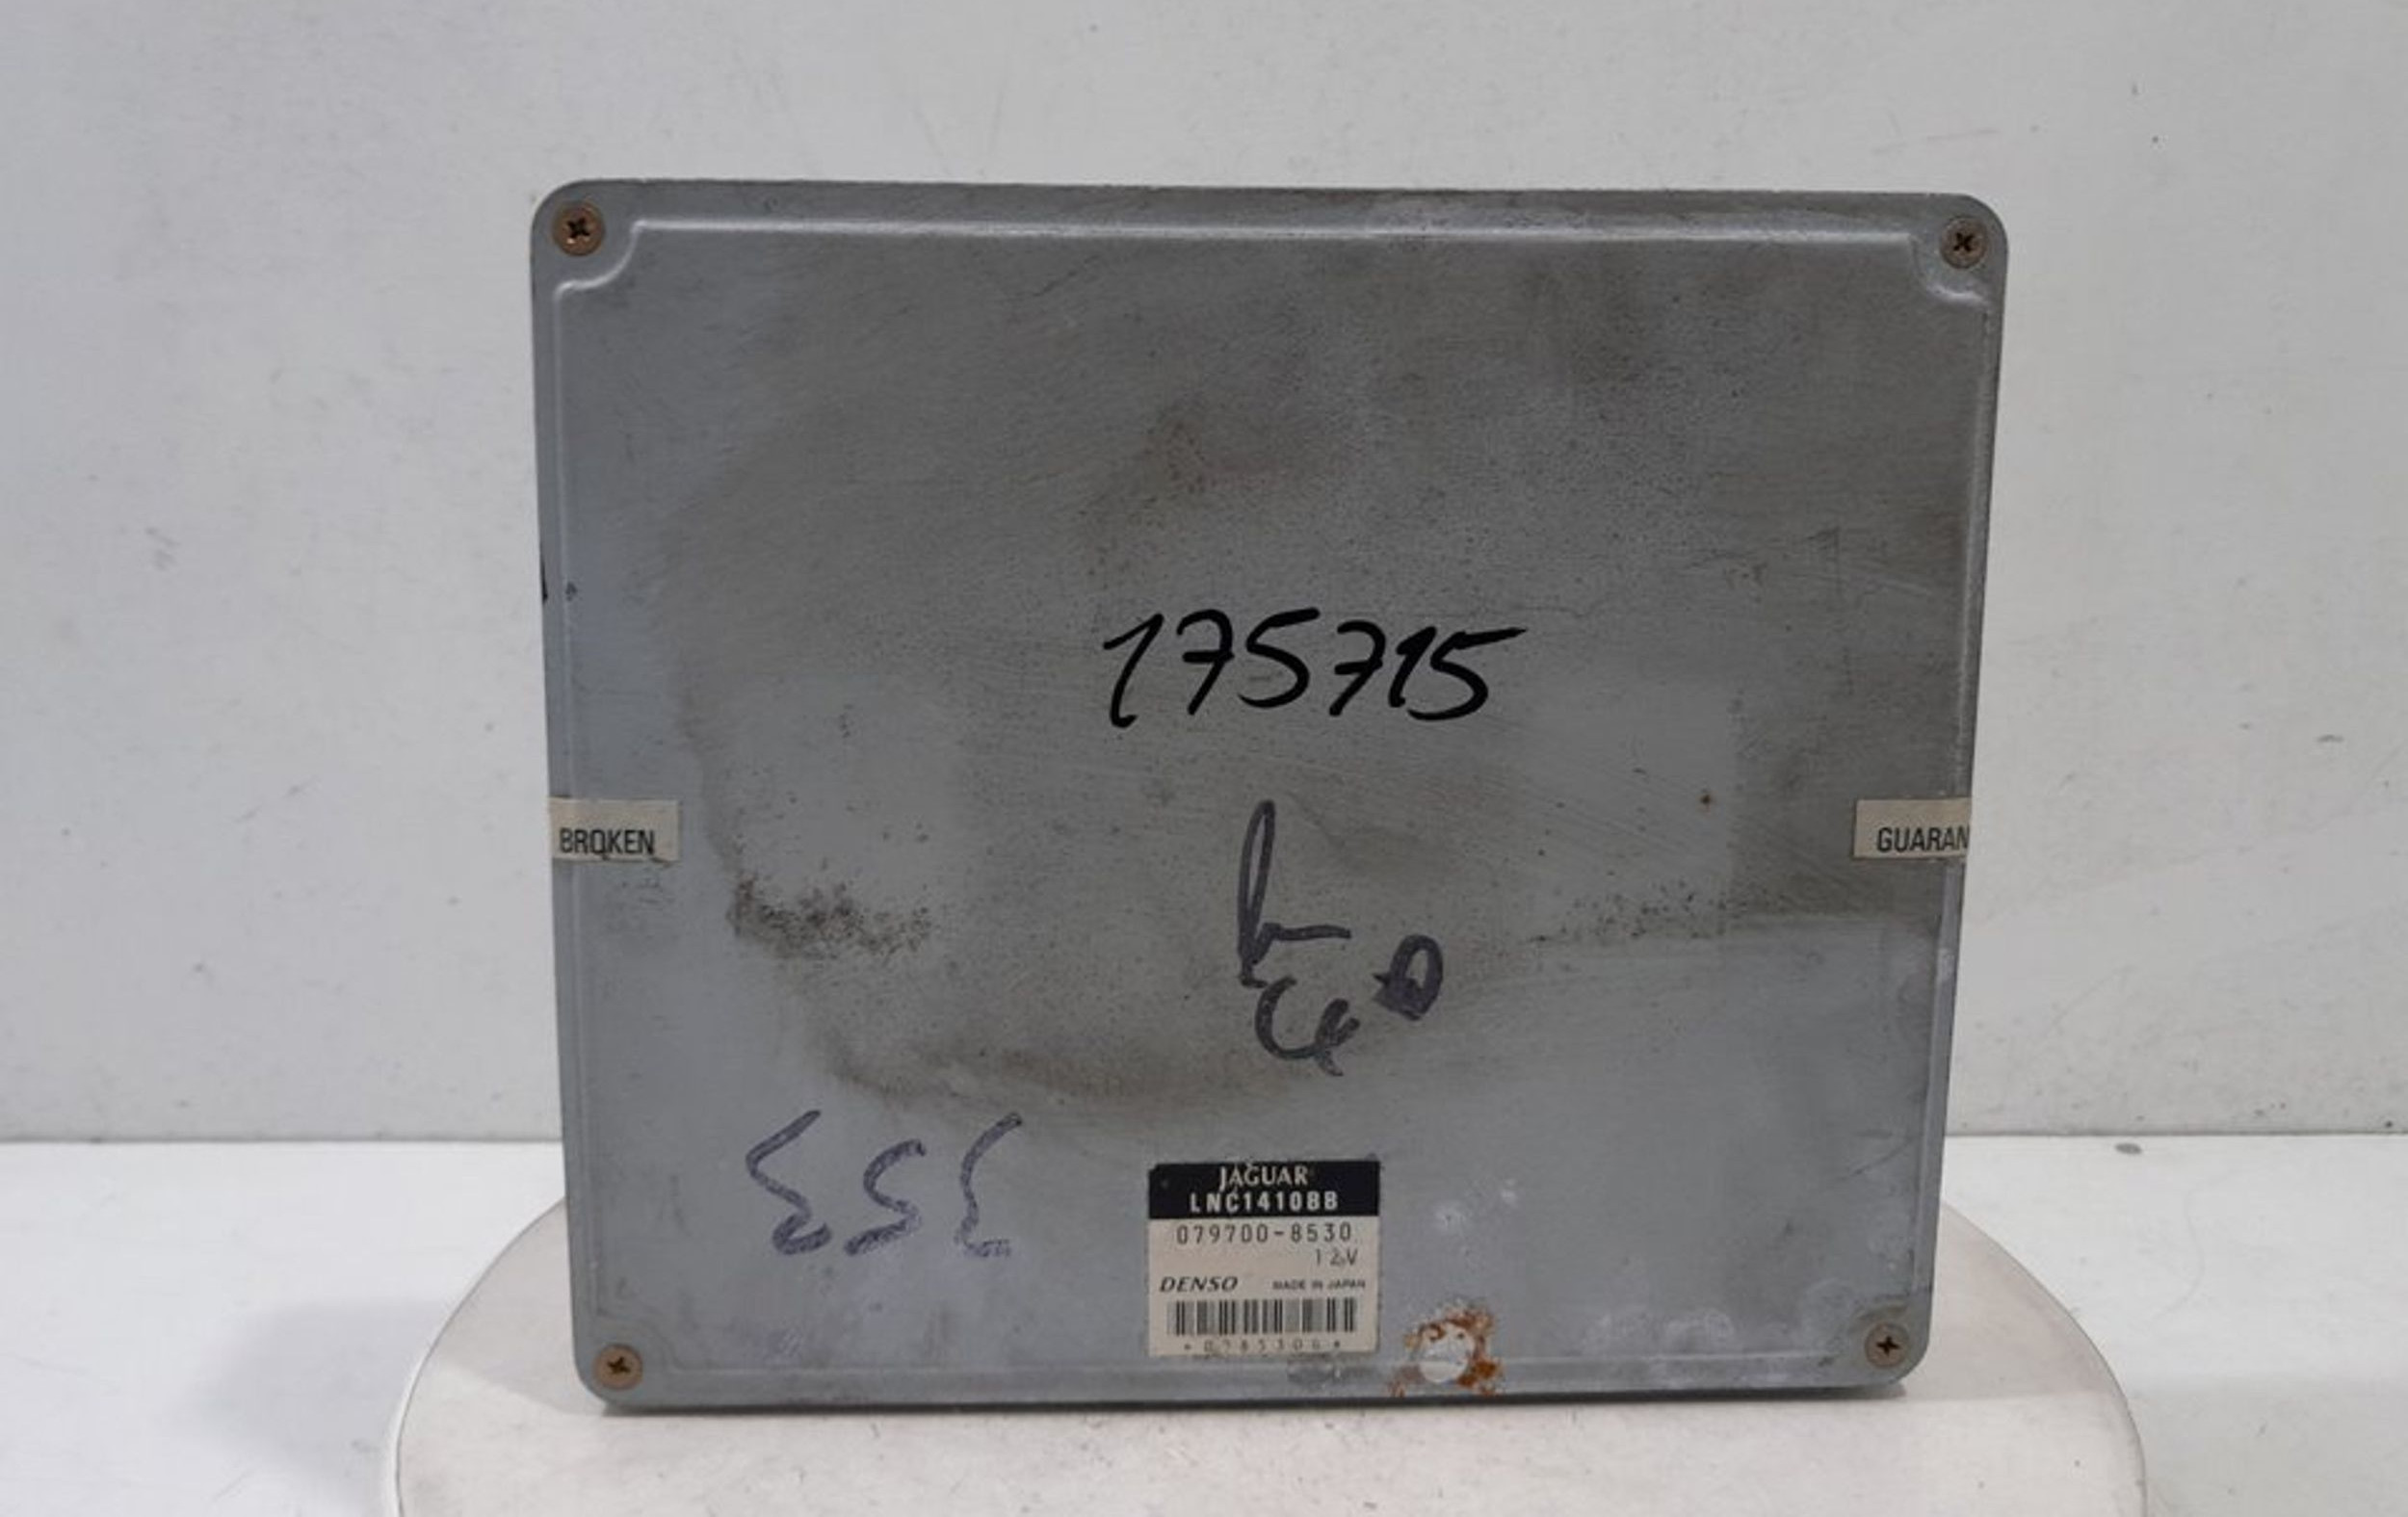 175715
BROKEN
GUARAN
JAGUAR
LNC1410BB
079700-8530
12V
DENSO MADE IN JAPAN